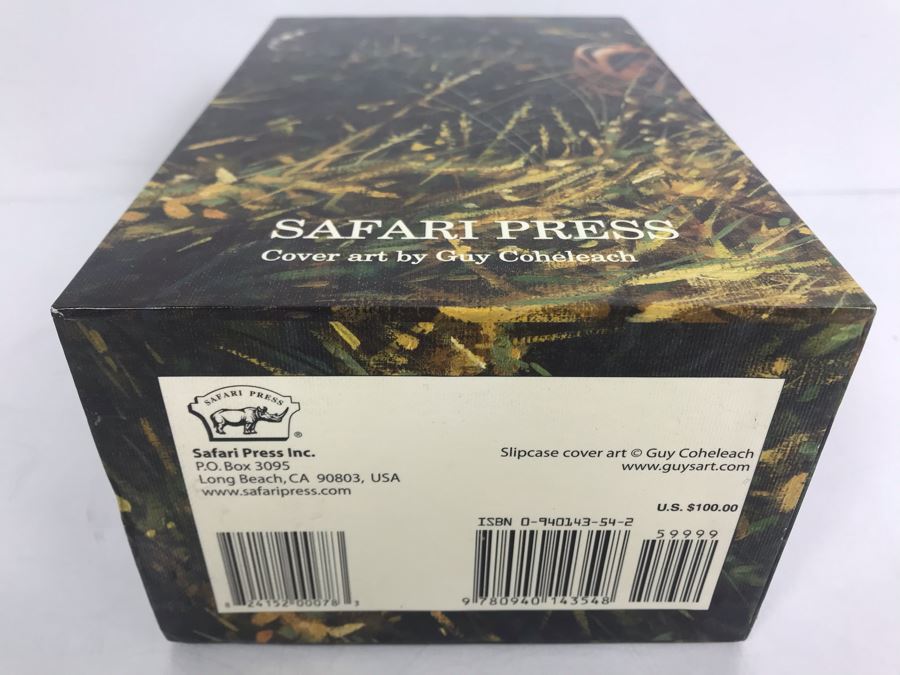 SAFARI PRESS
Cover art by Guy Coheleach
SAFARI PRESS
®
Safari Press Inc.
P.O. Box 3095
Long Beach, CA 90803, USA
www.safaripress.com
Slipcase cover art © Guy Coheleach
www.guysart.com
U.S. $100.00
ISBN 0-940143-54-2
59999
8 24152 00078 3
9 780940 143548